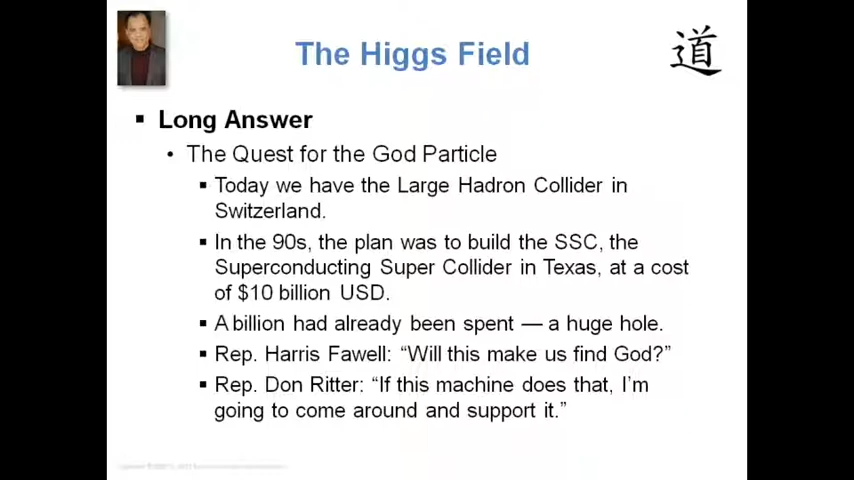 The Higgs Field
道
▪ Long Answer
• The Quest for the God Particle
▪ Today we have the Large Hadron Collider in
Switzerland.
▪ In the 90s, the plan was to build the SSC, the
Superconducting Super Collider in Texas, at a cost
of $10 billion USD.
▪ A billion had already been spent — a huge hole.
▪ Rep. Harris Fawell: “Will this make us find God?”
▪ Rep. Don Ritter: “If this machine does that, I’m
going to come around and support it.”